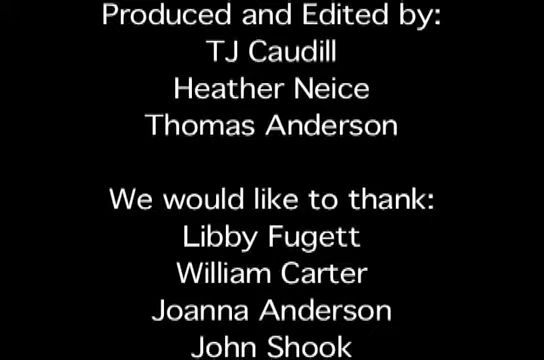 Produced and Edited by:
TJ Caudill
Heather Neice
Thomas Anderson
We would like to thank:
Libby Fugett
William Carter
Joanna Anderson
John Shook